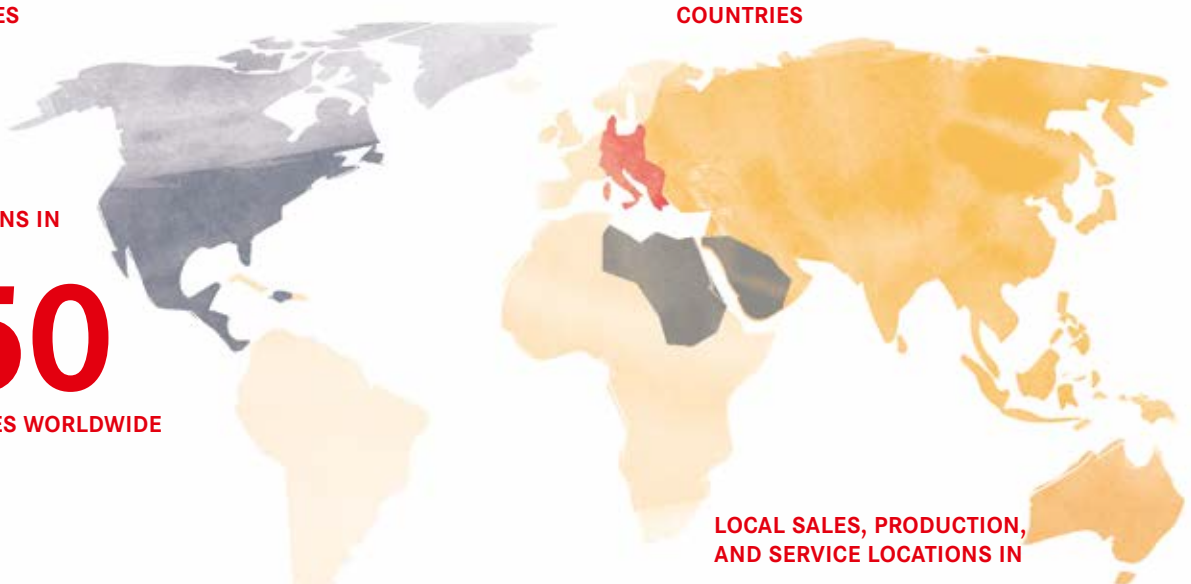 ES
COUNTRIES
NS IN
50
ES WORLDWIDE
LOCAL SALES, PRODUCTION,
AND SERVICE LOCATIONS IN